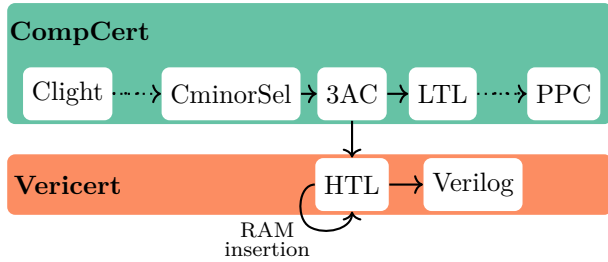 CompCert
Clight CminorSel 3AC LTL PPC
Vericert HTL Verilog
RAM
insertion